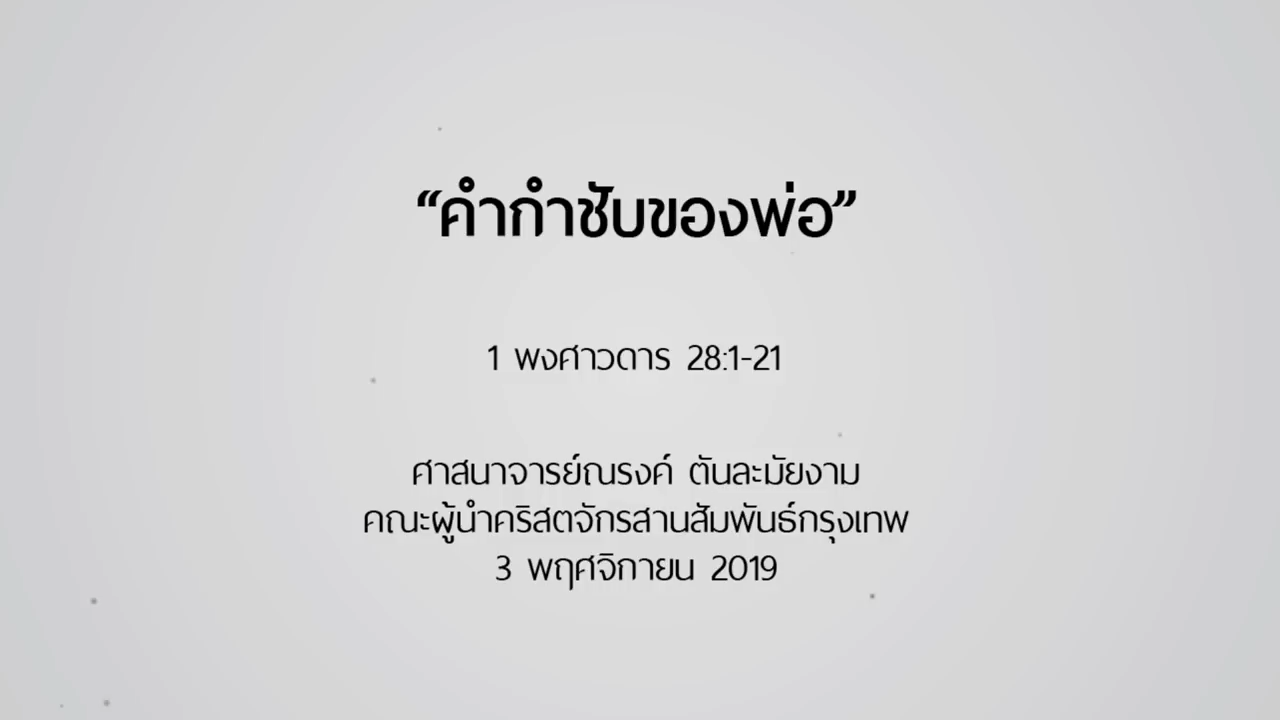 “คำกำชับของพ่อ”
1 พงศาวดาร 28:1-21
ศาสนาจารย์ณรงค์ ตันละมัยงาม
คณะผู้นำคริสตจักรสานสัมพันธ์กรุงเทพ
3 พฤศจิกายน 2019